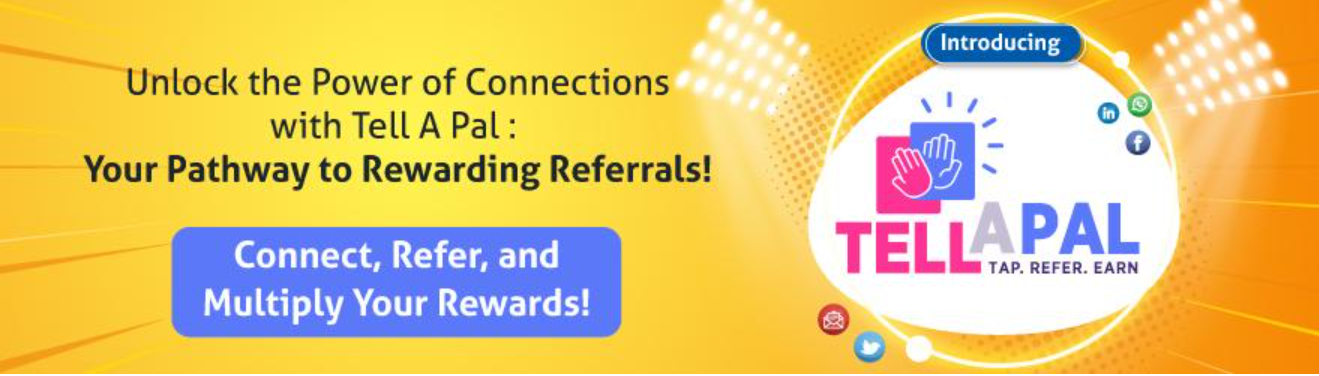 Unlock the Power of Connections
with Tell A Pal :
Your Pathway to Rewarding Referrals!
Connect, Refer, and
Multiply Your Rewards!
Introducing
in
f
TELL A PAL
TAP. REFER. EARN